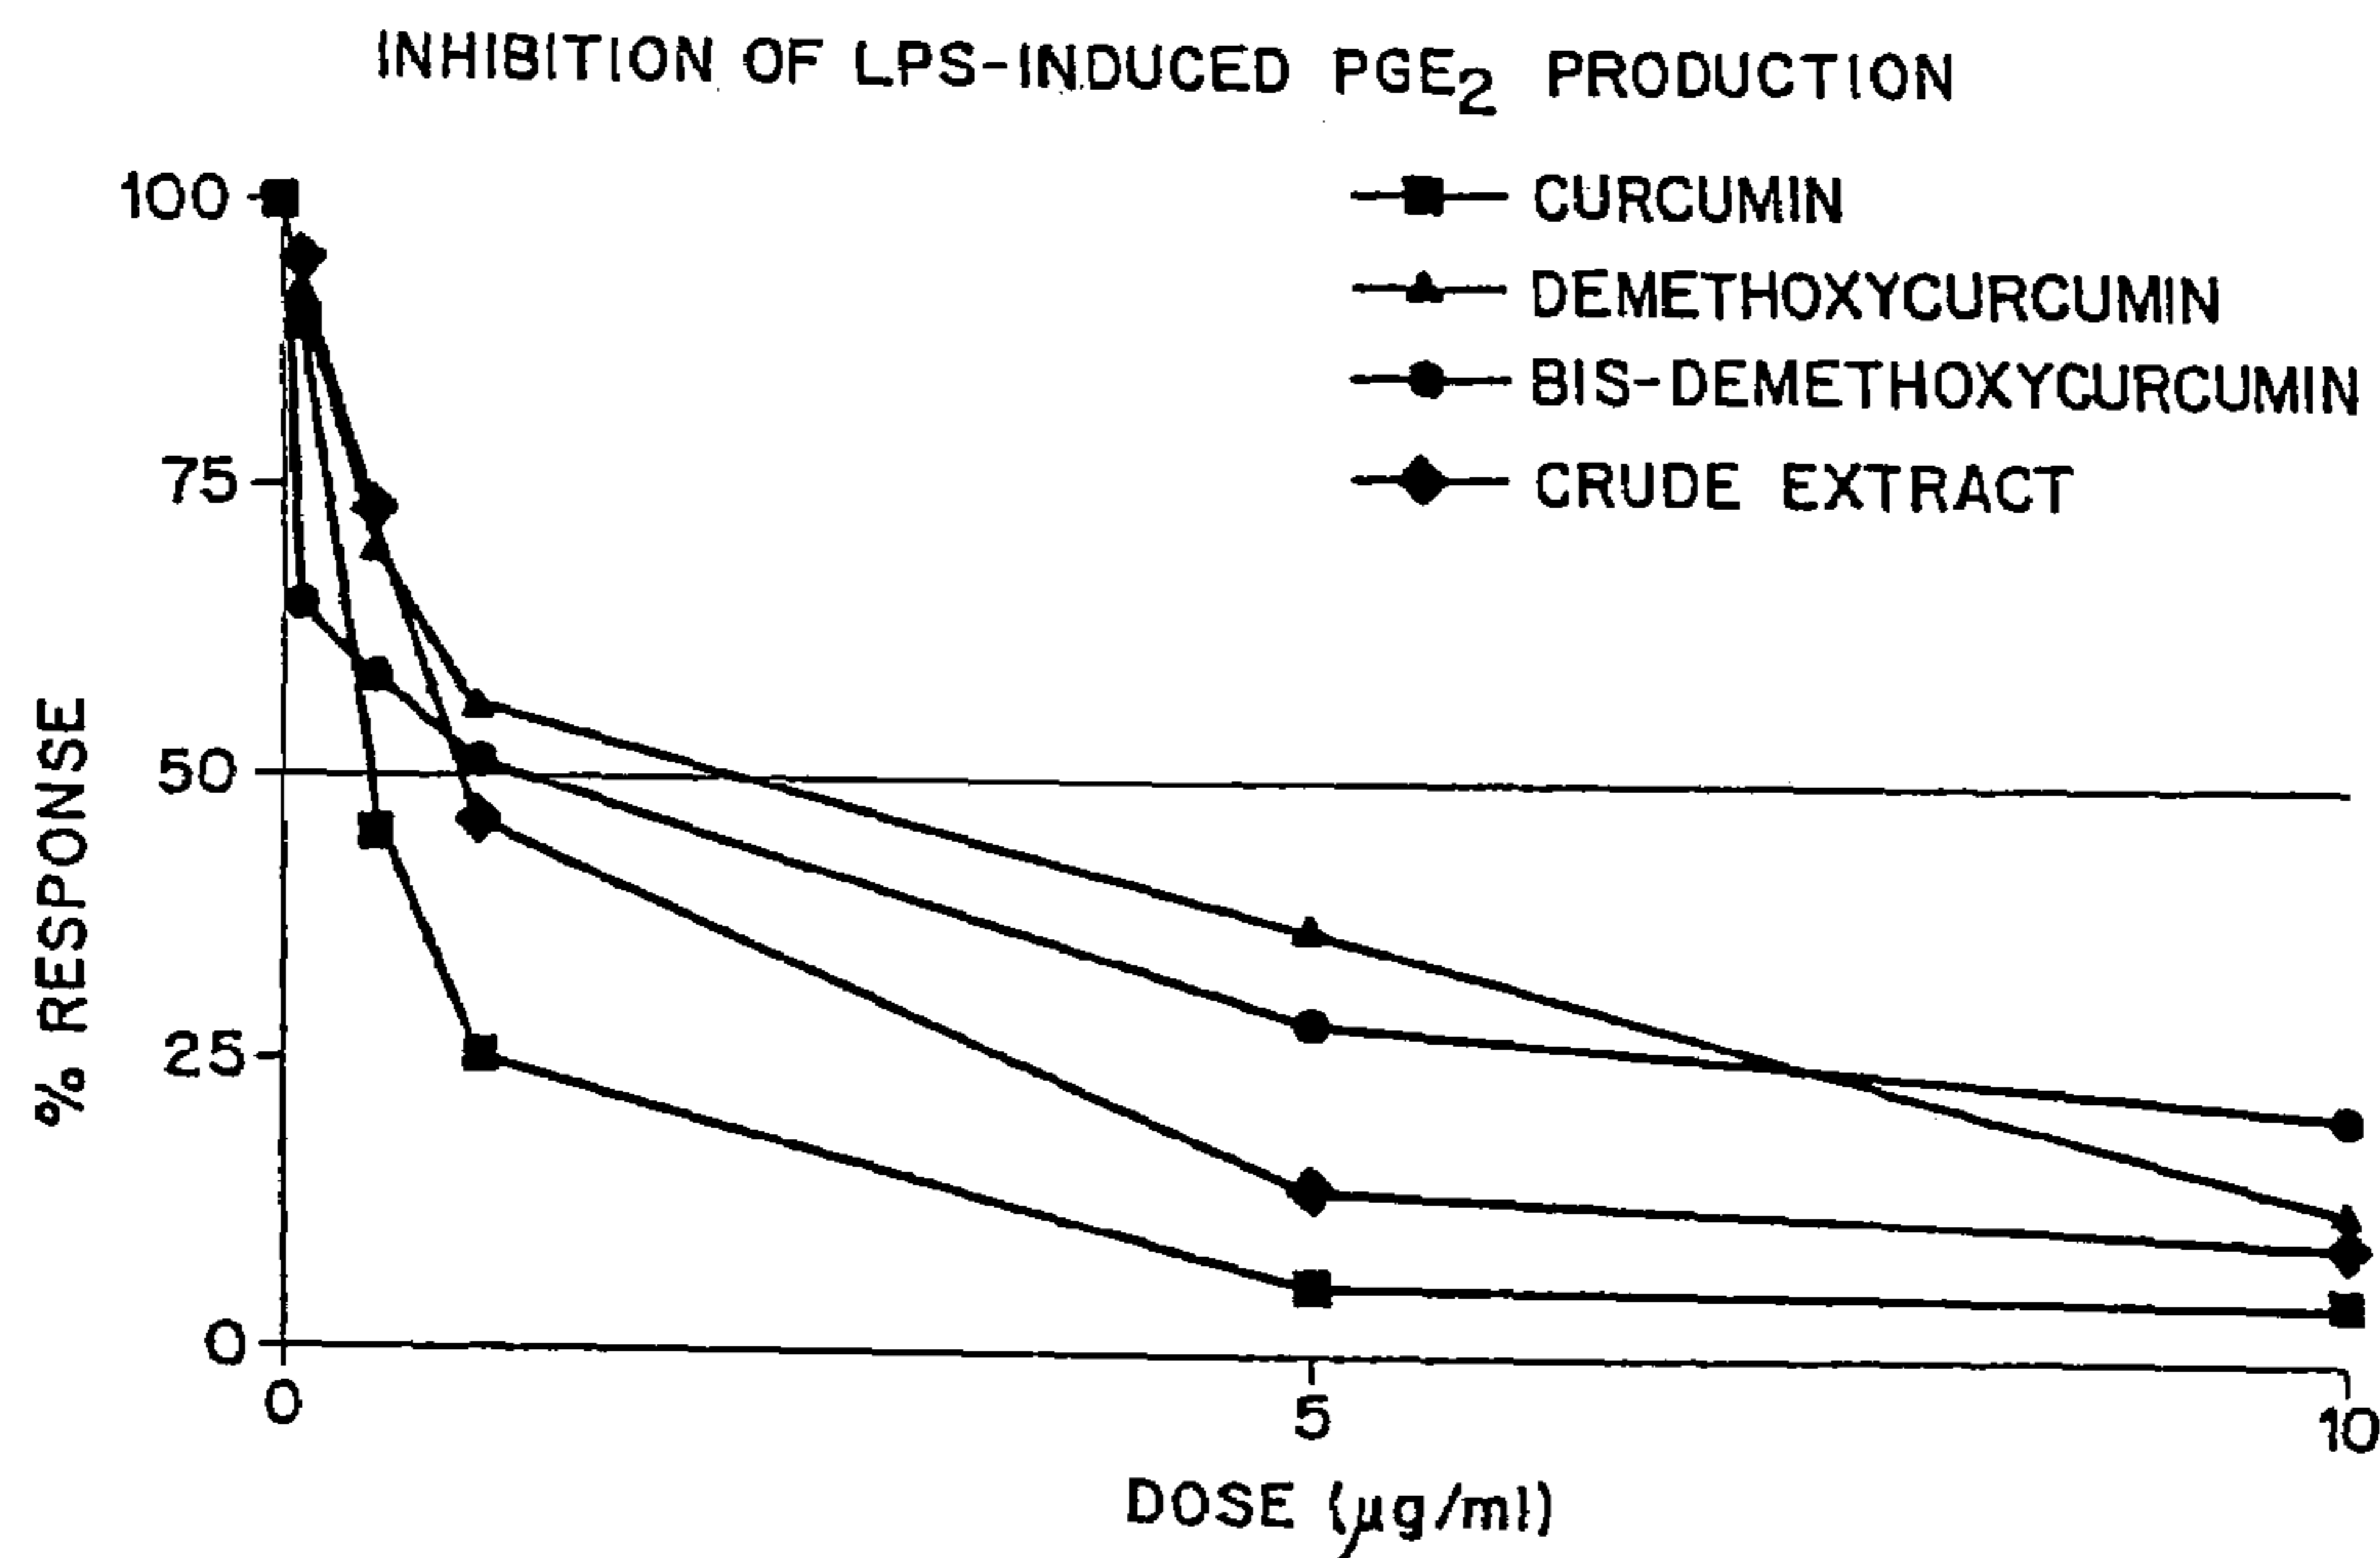 INHIBITION OF LPS-INDUCED PGE₂ PRODUCTION
CURCUMIN
DEMETHOXYCURCUMIN
BIS-DEMETHOXYCURCUMIN
CRUDE EXTRACT
100
75
50
25
0
% RESPONSE
0
5
10
DOSE (μg/ml)